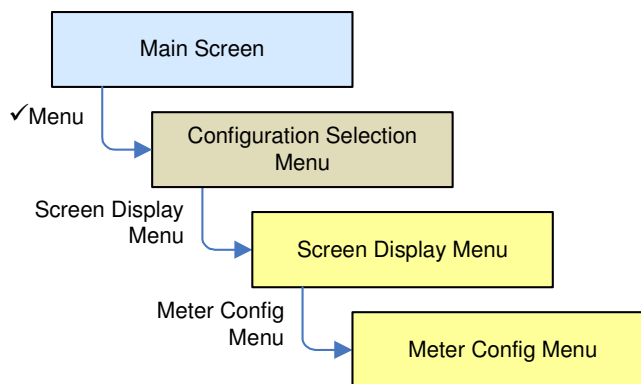 Main Screen
✓Menu
Configuration Selection
Menu
Screen Display
Menu
Screen Display Menu
Meter Config
Menu
Meter Config Menu